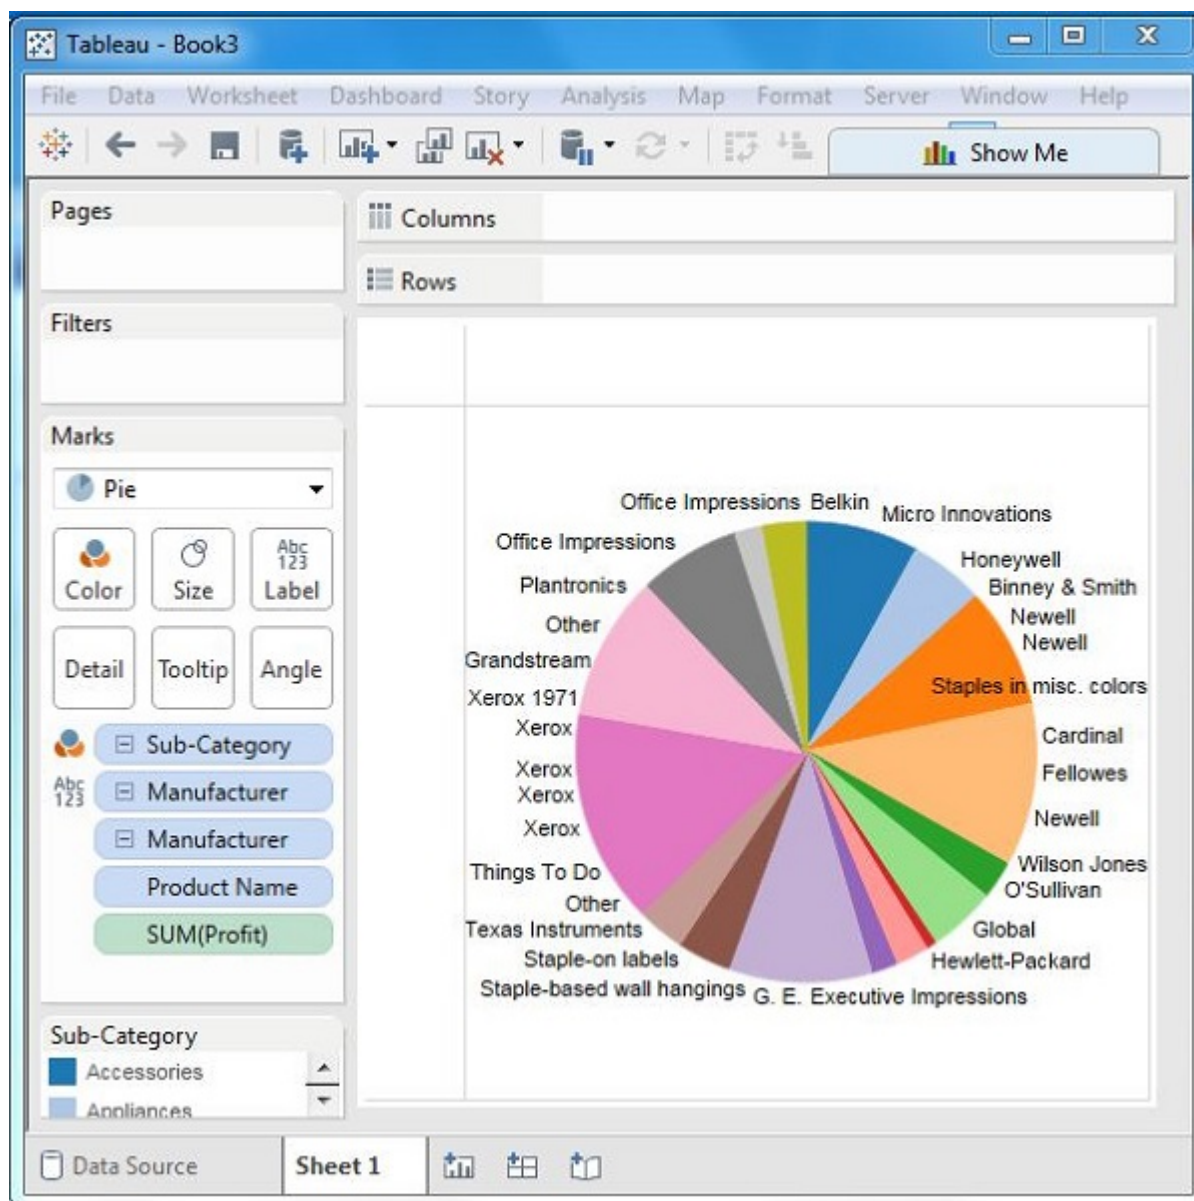 Tableau - Book3
File Data Worksheet Dashboard Story Analysis Map Format Server Window Help
Show Me
Pages
Columns
Rows
Filters
Marks
Pie
Color
Size
Abc
123
Label
Detail
Tooltip
Angle
Sub-Category
Abc
123
Manufacturer
Manufacturer
Product Name
SUM(Profit)
Sub-Category
Accessories
Appliances
Office Impressions
Belkin
Micro Innovations
Office Impressions
Honeywell
Plantronics
Binney & Smith
Other
Newell
Newell
Grandstream
Staples in misc. colors
Xerox 1971
Xerox
Cardinal
Xerox
Fellowes
Xerox
Newell
Xerox
Things To Do
Wilson Jones
Other
O'Sullivan
Texas Instruments
Global
Staple-on labels
Hewlett-Packard
Staple-based wall hangings
G. E.
Executive Impressions
Data Source
Sheet 1